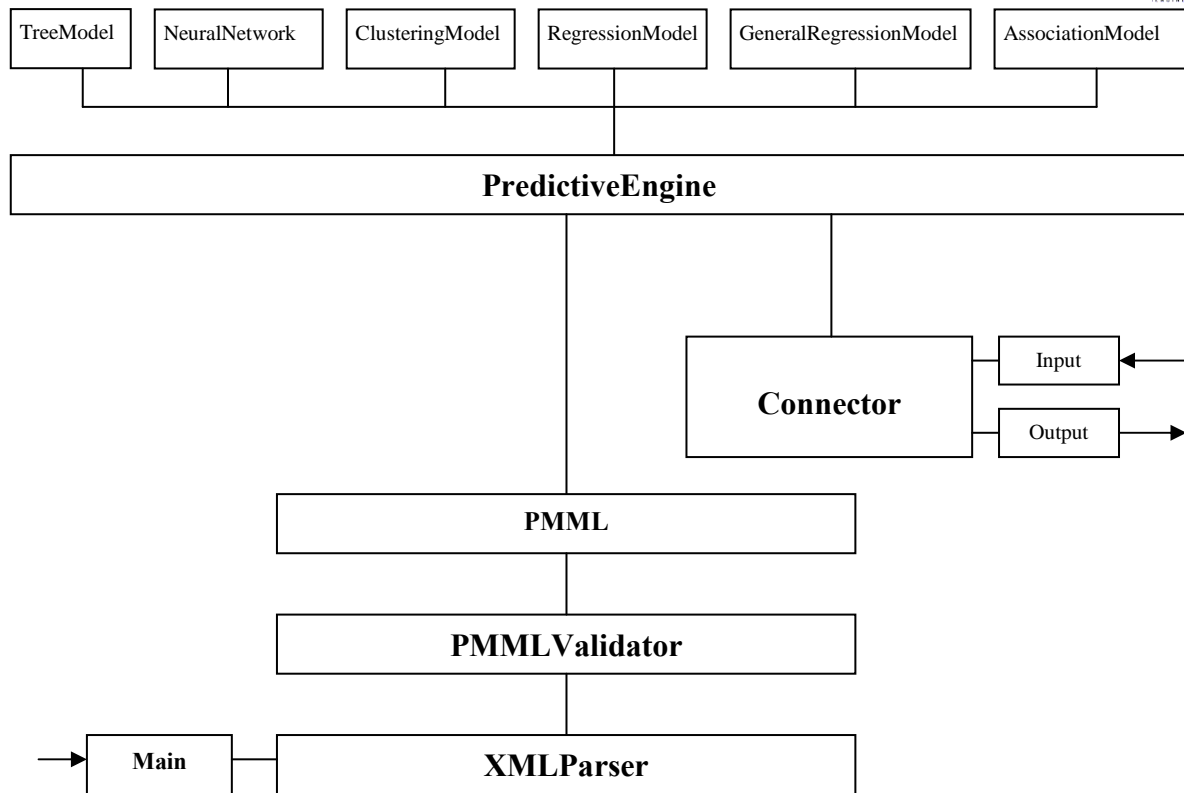 TreeModel
NeuralNetwork
ClusteringModel
RegressionModel
GeneralRegressionModel
AssociationModel
PredictiveEngine
Connector
Input
Output
PMML
PMMLValidator
Main
XMLParser